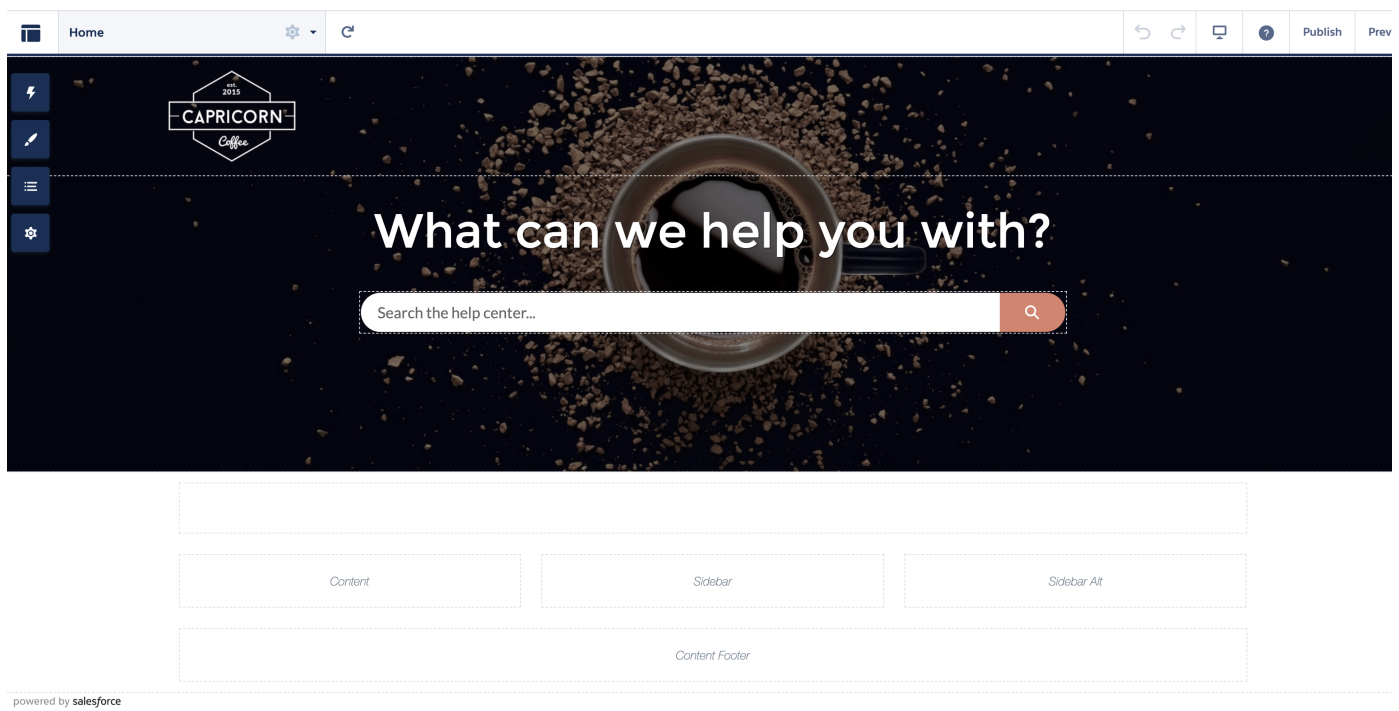 Home
Publish
Prev
est.
2015
CAPRICORN
Coffee
What can we help you with?
Search the help center...
Content
Sidebar
Sidebar Alt
Content Footer
powered by salesforce